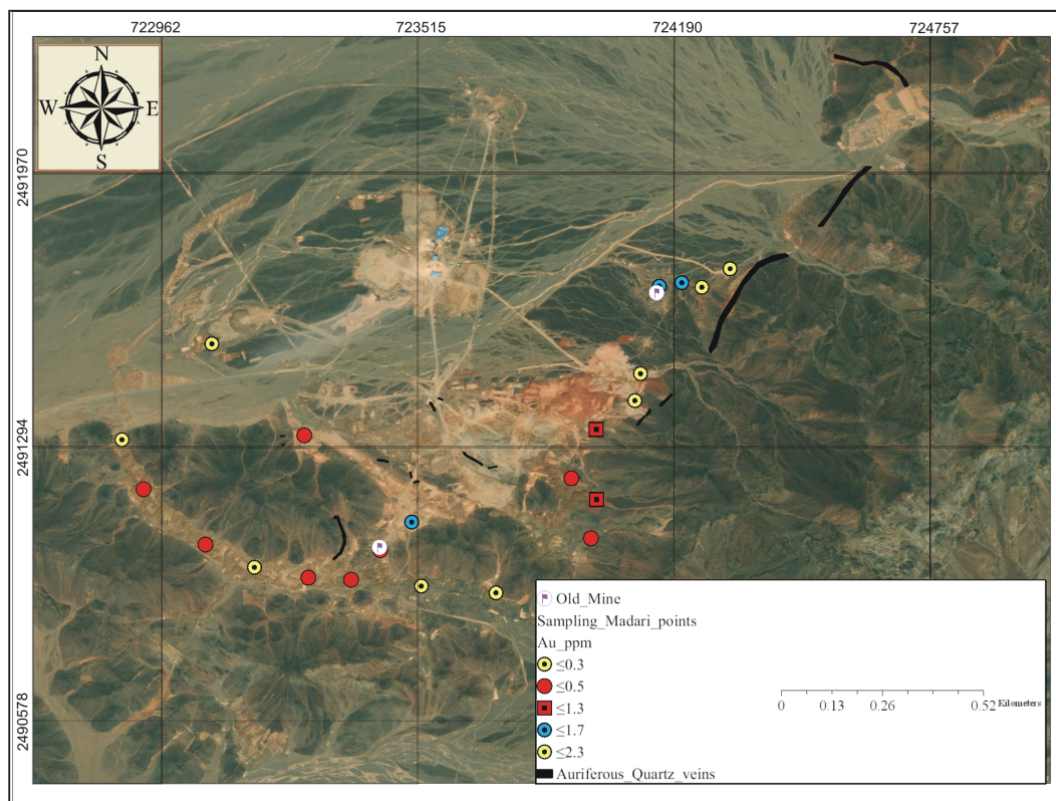 722962 723515 724190 724757
N
W E
S
2491970
2491294
2490578
Old_Mine
Sampling_Madari_points
Au_ppm
≤0.3
≤0.5
≤1.3
≤1.7
≤2.3
Auriferous_Quartz_veins
0 0.13 0.26 0.52 Kilometers